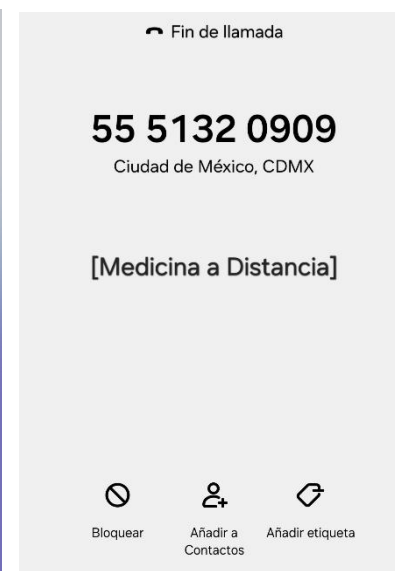 Fin de llamada
55 5132 0909
Ciudad de México, CDMX
[Medicina a Distancia]
Bloquear
Añadir a
Contactos
Añadir etiqueta